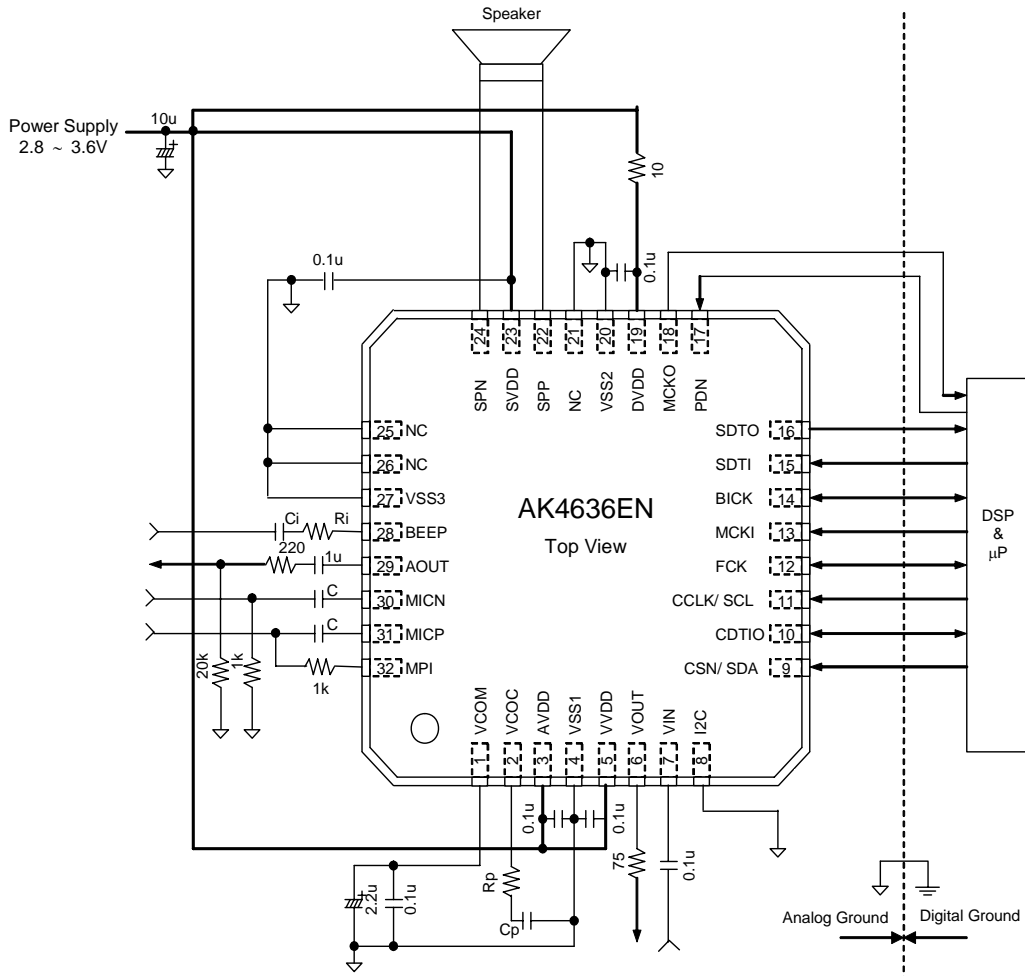 Speaker
Power Supply
2.8 ~ 3.6V
10u
10
0.1u
0.1u
24
23
22
21
20
19
18
17
SPN
SVDD
SPP
NC
VSS2
DVDD
MCKO
PDN
25 NC
26 NC
27 VSS3
28 BEEP
29 AOUT
30 MICN
31 MICP
32 MPI
Ci
Ri
220
1u
C
C
1k
20k
1k
AK4636EN
Top View
SDTO 16
SDTI 15
BICK 14
MCKI 13
FCK 12
CCLK/ SCL 11
CDTIO 10
CSN/ SDA 9
DSP
&
μP
VCOM
VCOC
AVDD
VSS1
VVDD
VOUT
VIN
I2C
1
2
3
4
5
6
7
8
0.1u
0.1u
2.2u
0.1u
Rp
Cp
75
0.1u
Analog Ground
Digital Ground